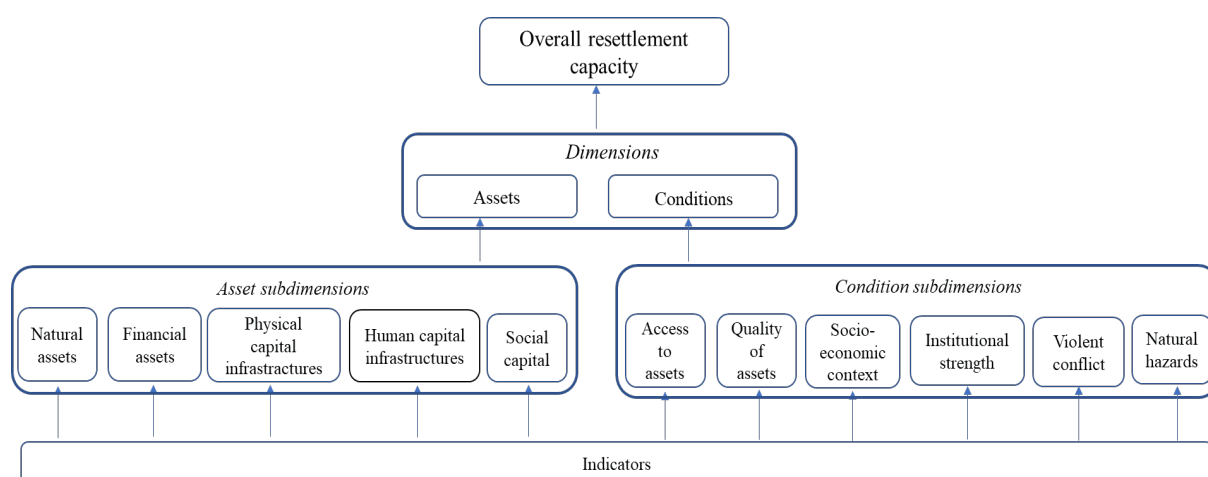 Overall resettlement
capacity
Dimensions
Assets
Conditions
Asset subdimensions
Natural
assets
Financial
assets
Physical
capital
infrastractures
Human capital
infrastructures
Social
capital
Condition subdimensions
Access
to
assets
Quality
of
assets
Socio-
economic
context
Institutional
strength
Violent
conflict
Natural
hazards
Indicators